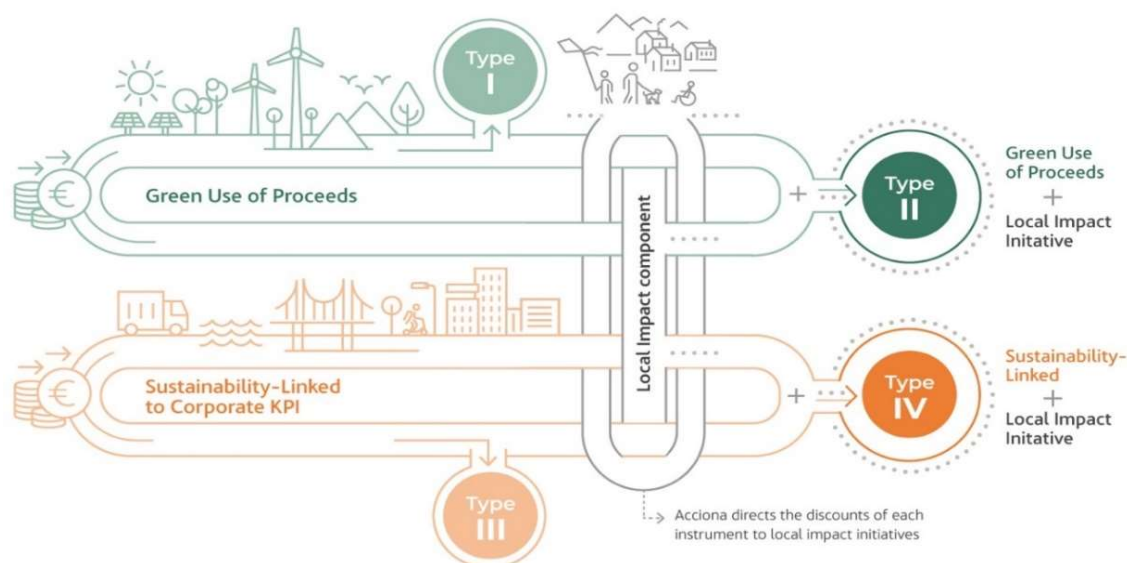 Type
I
€
Green Use of Proceeds
+
Type
II
Green Use
of Proceeds
+
Local Impact
Initative
Local Impact component
€
Sustainability-Linked
to Corporate KPI
+
Type
IV
Sustainability-
Linked
+
Local Impact
Initative
Type
III
Acciona directs the discounts of each
instrument to local impact initiatives